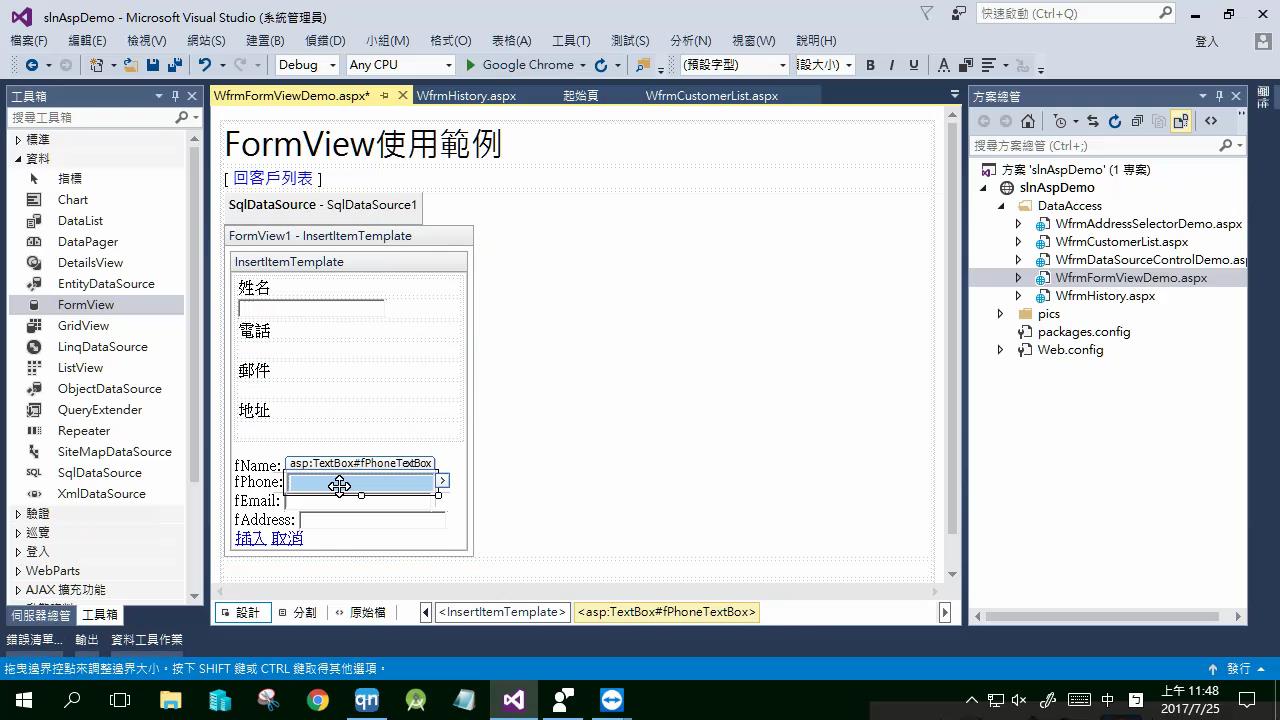 slnAspDemo - Microsoft Visual Studio (系統管理員)
快速啟動 (Ctrl+Q)
檔案(F) 編輯(E) 檢視(V) 網站(S) 建置(B) 偵錯(D) 小組(M) 格式(O) 表格(A) 工具(T) 測試(S) 分析(N) 視窗(W) 說明(H) 登入
Debug Any CPU Google Chrome (預設字型) 設大小) B I U A
工具箱
WfrmFormViewDemo.aspx* WfrmHistory.aspx 起始頁 WfrmCustomerList.aspx
方案總管
搜尋工具箱
標準
資料
指標
Chart
DataList
DataPager
DetailsView
EntityDataSource
FormView
GridView
LinqDataSource
ListView
ObjectDataSource
QueryExtender
Repeater
SiteMapDataSource
SqlDataSource
XmlDataSource
驗證
巡覽
登入
WebParts
AJAX 擴充功能
伺服器總管 工具箱
FormView使用範例
[ 回客戶列表 ]
SqlDataSource - SqlDataSource1
FormView1 - InsertItemTemplate
InsertItemTemplate
姓名
電話
郵件
地址
fName: asp:TextBox#fPhoneTextBox
fPhone:
fEmail:
fAddress:
插入 取消
設計 分割 原始檔 <InsertItemTemplate> <asp:TextBox#fPhoneTextBox>
搜尋方案總管 (Ctrl+;)
方案 'slnAspDemo' (1 專案)
slnAspDemo
DataAccess
WfrmAddressSelectorDemo.aspx
WfrmCustomerList.aspx
WfrmDataSourceControlDemo.asp
WfrmFormViewDemo.aspx
WfrmHistory.aspx
pics
packages.config
Web.config
錯誤清單... 輸出 資料工具作業
拖曳邊界控點來調整邊界大小。按下 SHIFT 鍵或 CTRL 鍵取得其他選項。
發行
qn 中
上午 11:48
2017/7/25